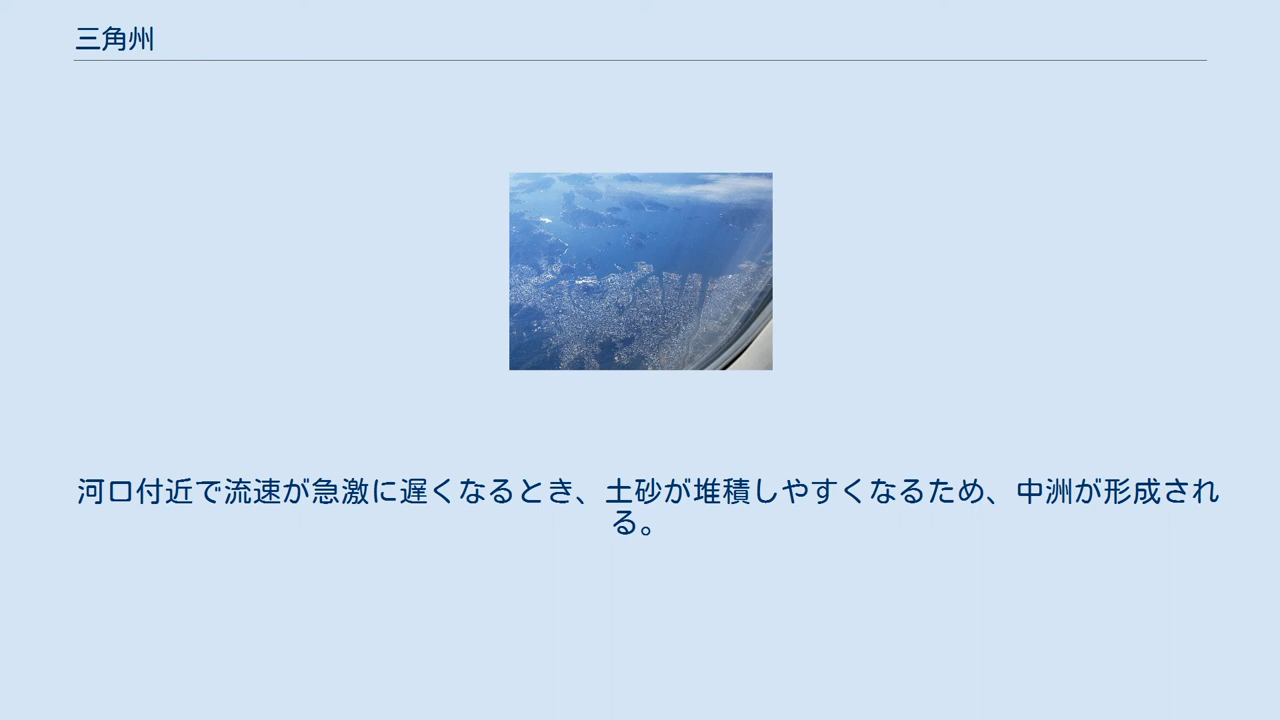 三角州
河口付近で流速が急激に遅くなるとき、土砂が堆積しやすくなるため、中洲が形成され
る。